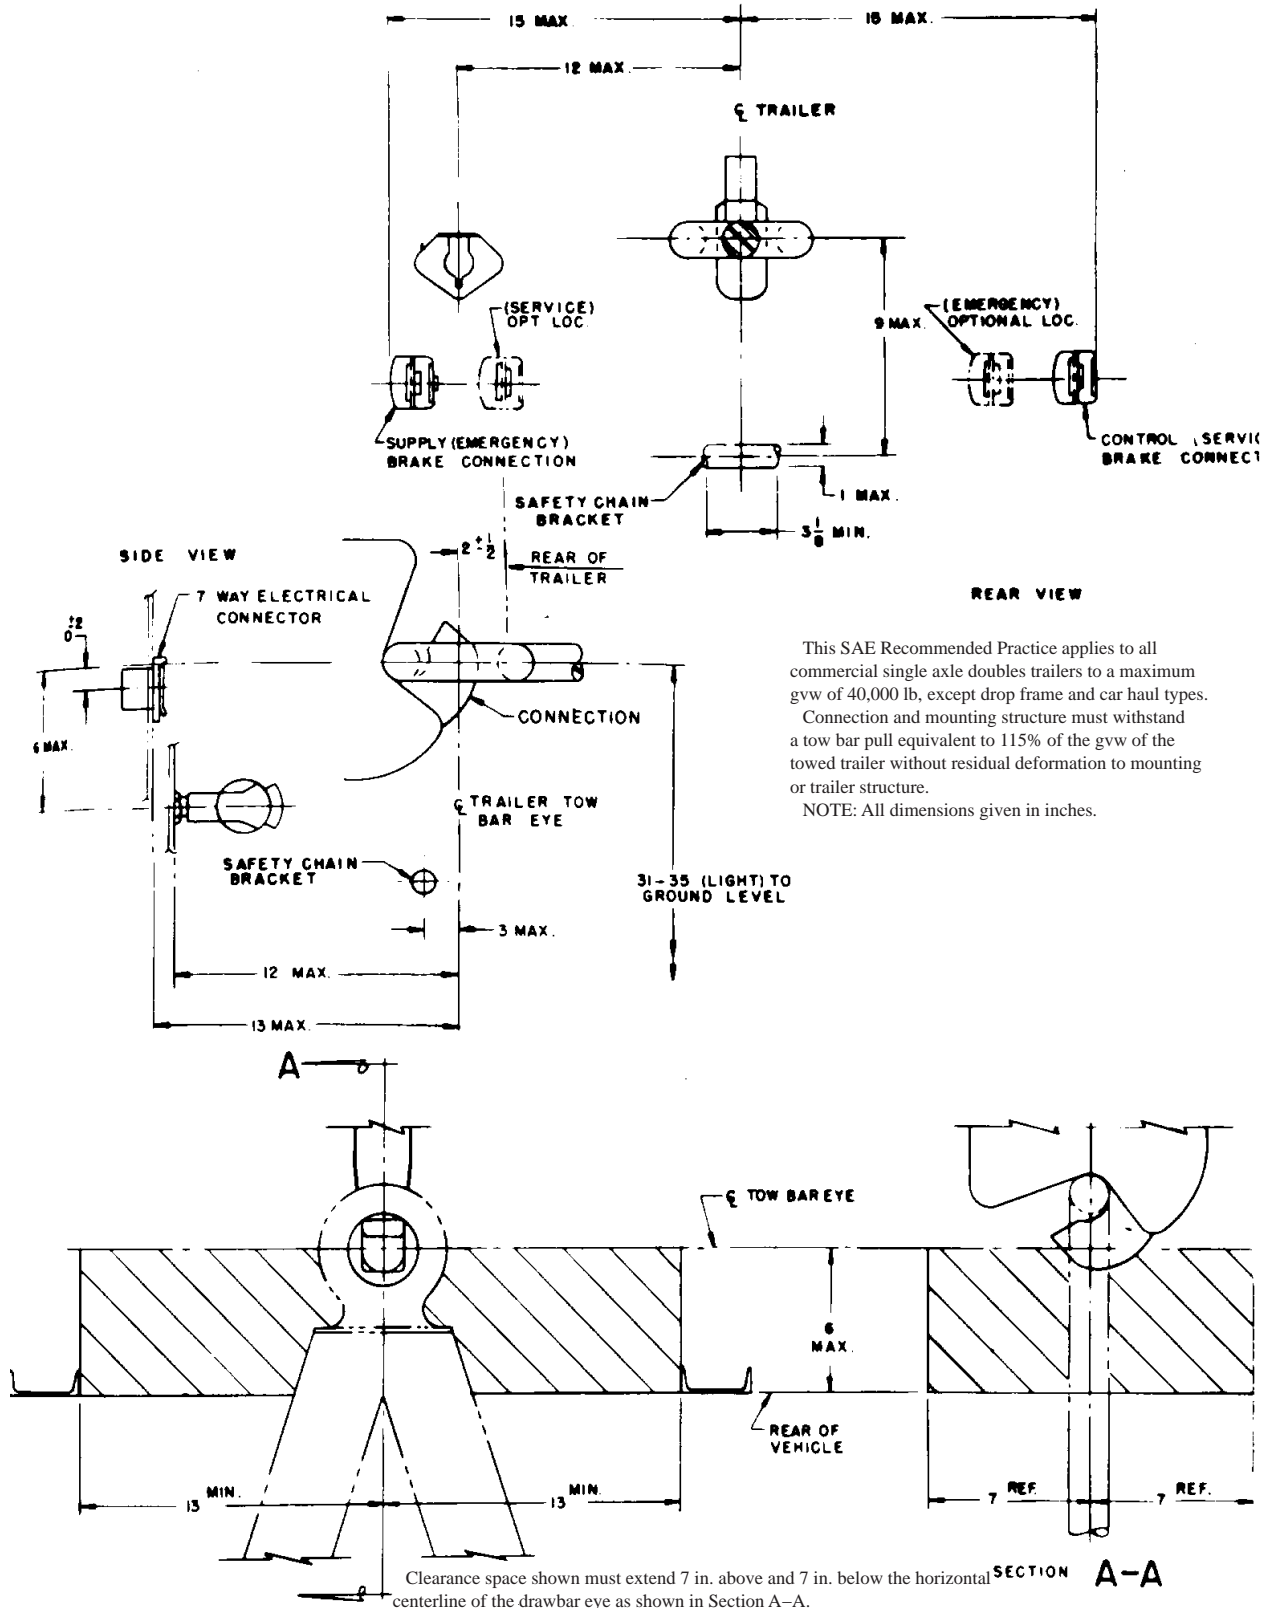 15 MAX.
15 MAX.
12 MAX.
℄ TRAILER
(SERVICE)
OPT LOC.
9 MAX.
(EMERGENCY)
OPTIONAL LOC.
SUPPLY (EMERGENCY)
BRAKE CONNECTION
CONTROL (SERVIC
BRAKE CONNECT
SAFETY CHAIN
BRACKET
1 MAX.
3 1/8 MIN.
SIDE VIEW
2 ± 1/2
REAR OF
TRAILER
REAR VIEW
7 WAY ELECTRICAL
CONNECTOR
±2
0
6 MAX.
CONNECTION
℄ TRAILER TOW
BAR EYE
SAFETY CHAIN
BRACKET
31-35 (LIGHT) TO
GROUND LEVEL
3 MAX.
12 MAX.
13 MAX.
This SAE Recommended Practice applies to all
commercial single axle doubles trailers to a maximum
gvw of 40,000 lb, except drop frame and car haul types.
Connection and mounting structure must withstand
a tow bar pull equivalent to 115% of the gvw of the
towed trailer without residual deformation to mounting
or trailer structure.
NOTE: All dimensions given in inches.
A
℄ TOW BAR EYE
6
MAX.
REAR OF
VEHICLE
13 MIN.
13 MIN.
7 REF.
7 REF.
SECTION A-A
Clearance space shown must extend 7 in. above and 7 in. below the horizontal
centerline of the drawbar eye as shown in Section A–A.